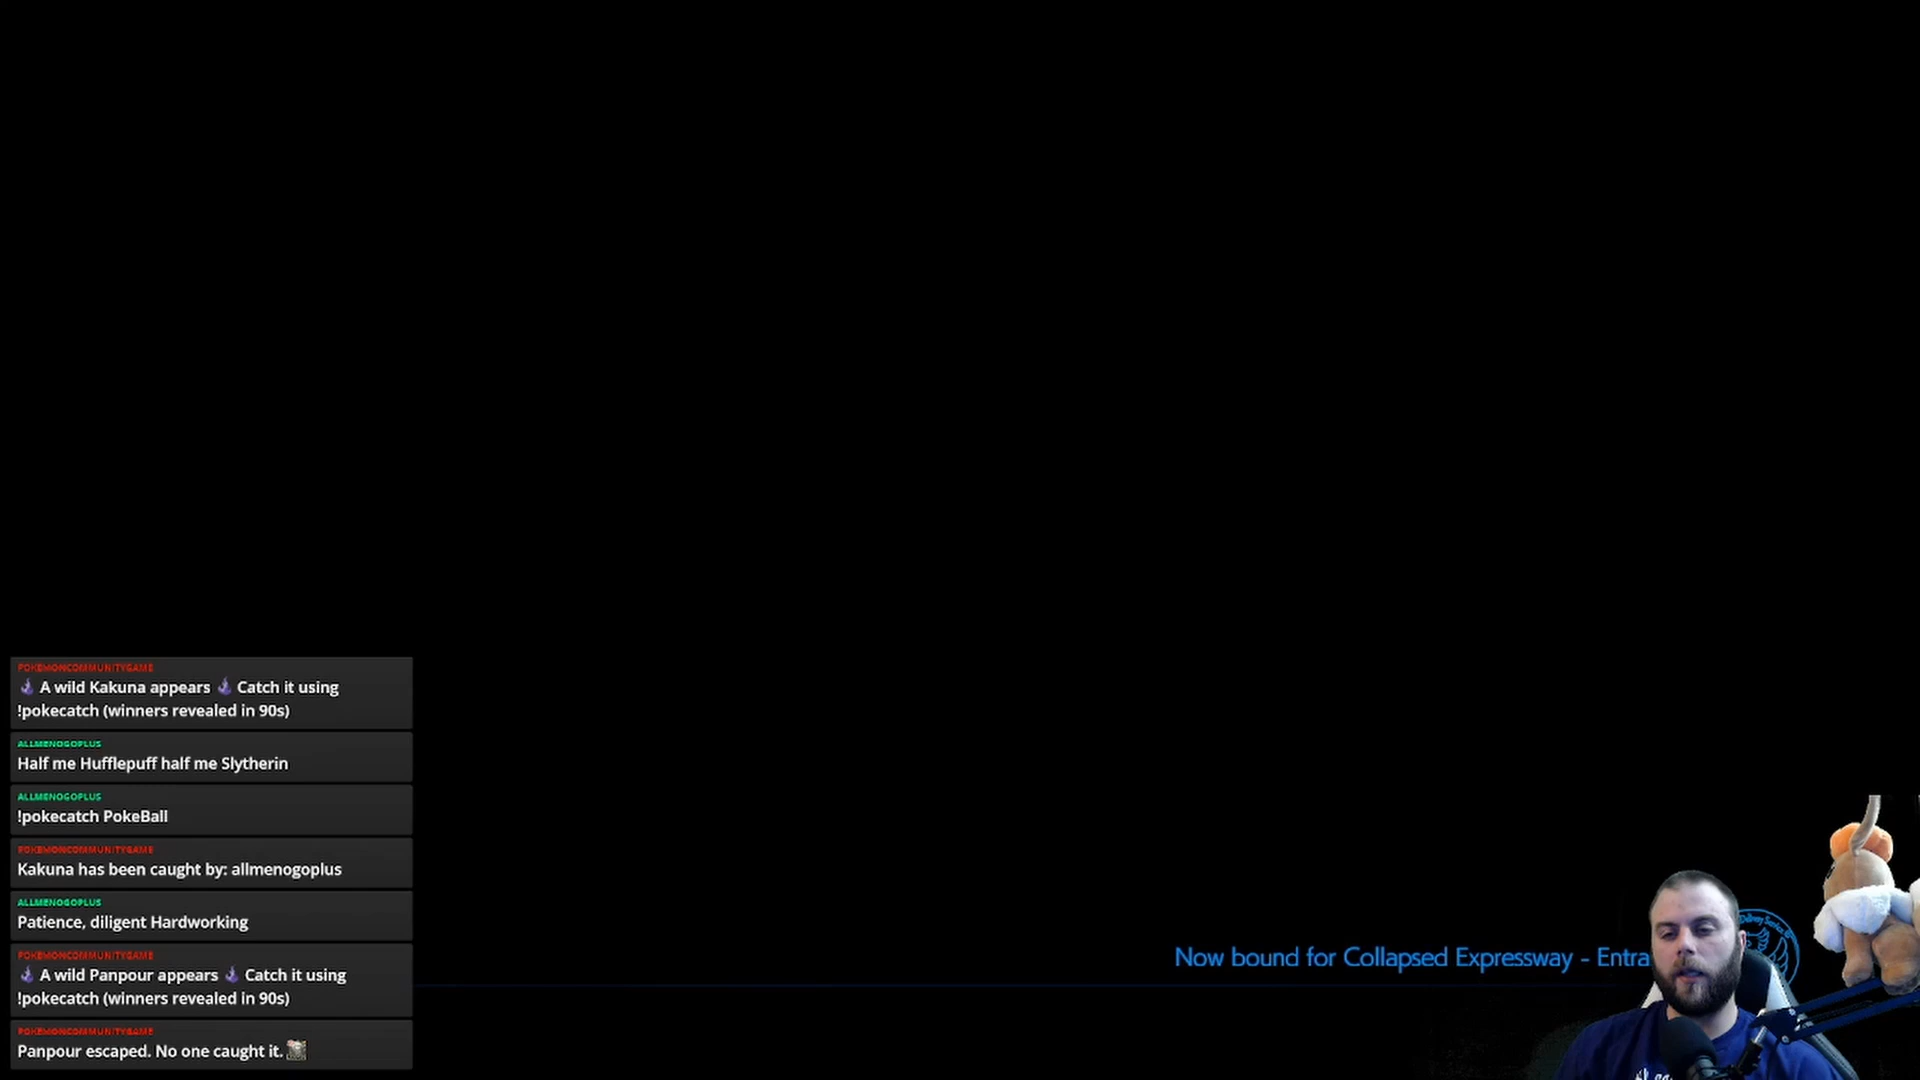 POKEMONCOMMUNITYGAME
A wild Kakuna appears Catch it using
!pokecatch (winners revealed in 90s)
ALLMENOGOPLUS
Half me Hufflepuff half me Slytherin
ALLMENOGOPLUS
!pokecatch PokeBall
POKEMONCOMMUNITYGAME
Kakuna has been caught by: allmenogoplus
ALLMENOGOPLUS
Patience, diligent Hardworking
POKEMONCOMMUNITYGAME
A wild Panpour appears Catch it using
!pokecatch (winners revealed in 90s)
POKEMONCOMMUNITYGAME
Panpour escaped. No one caught it.
Now bound for Collapsed Expressway - Entra
Delivery Service